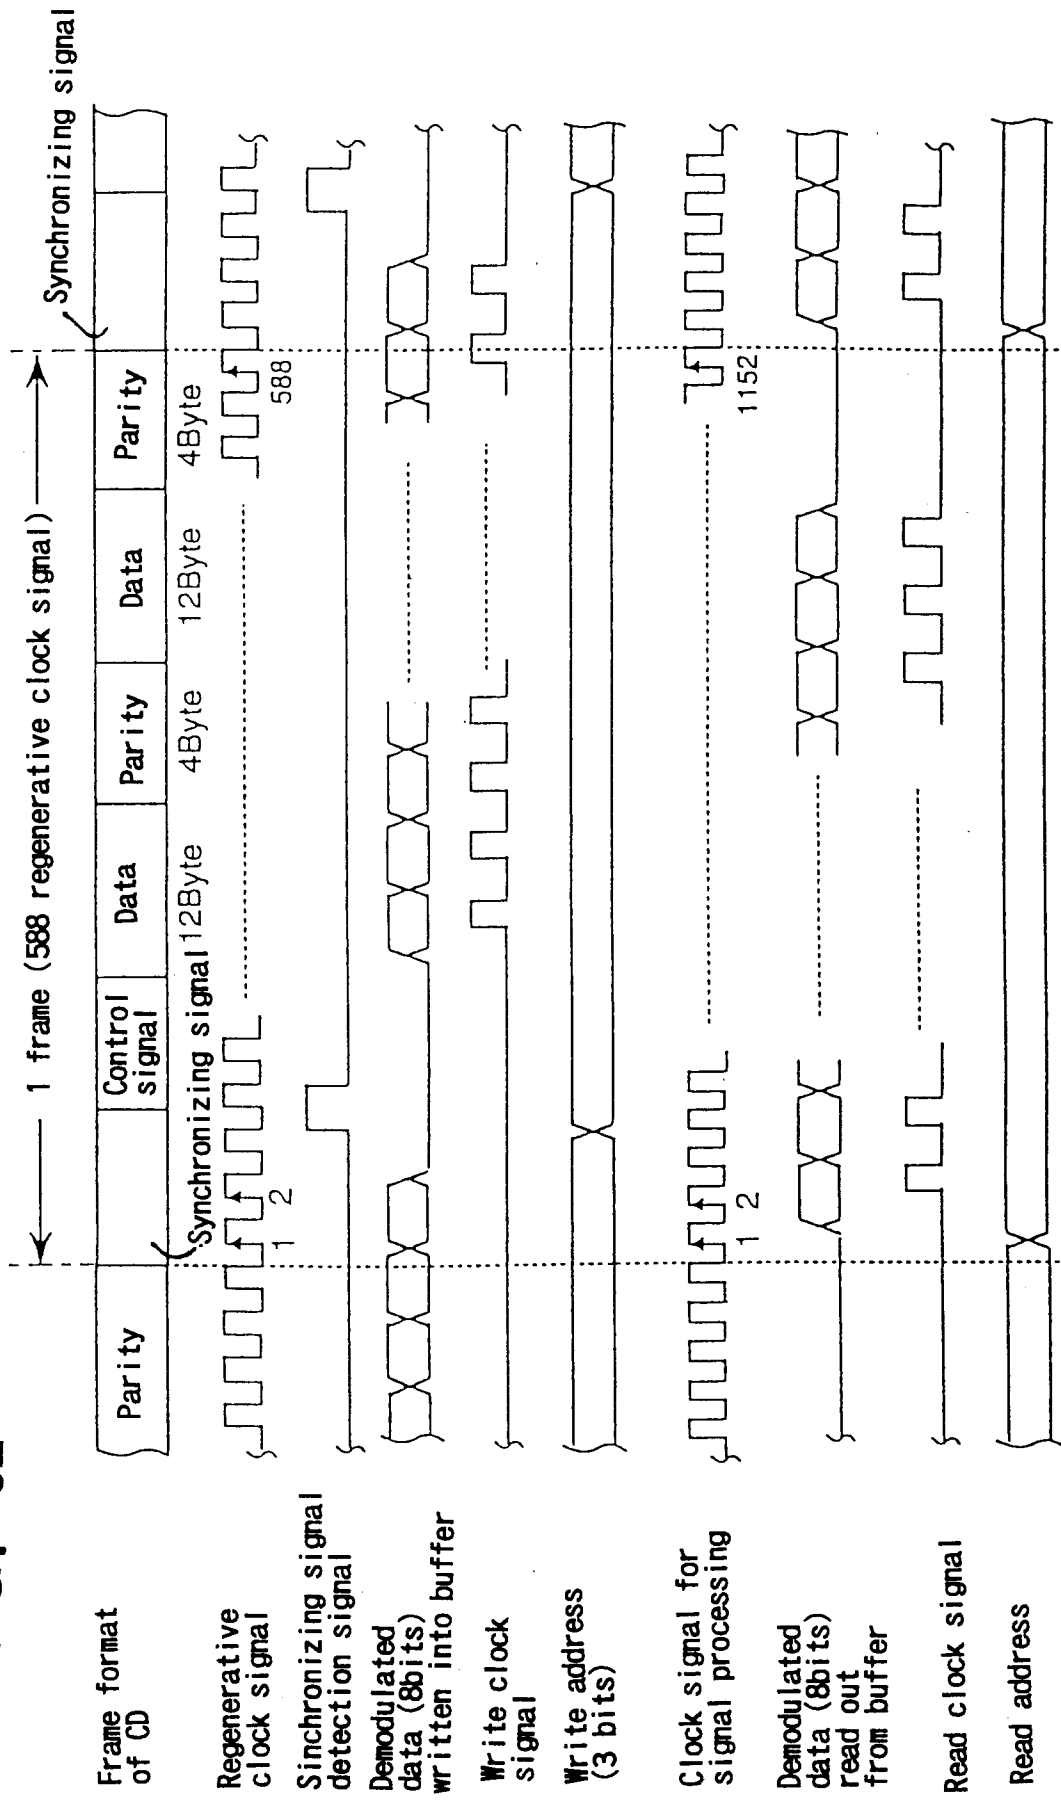 Synchronizing signal
1 frame (588 regenerative clock signal)
Frame format
of CD
Parity
Control
signal
Data
Parity
Data
Parity
Synchronizing signal
12Byte
4Byte
12Byte
4Byte
Regenerative
clock signal
1
2
588
Sinchronizing signal
detection signal
Demodulated
data (8bits)
written into buffer
Write clock
signal
Write address
(3 bits)
Clock signal for
signal processing
1
2
1152
Demodulated
data (8bits)
read out
from buffer
Read clock signal
Read address